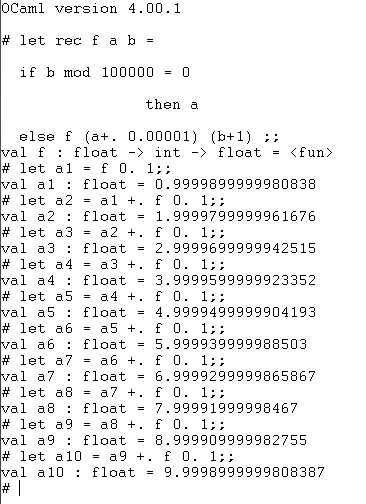 OCaml version 4.00.1
# let rec f a b =
if b mod 100000 = 0
then a
else f (a+. 0.00001) (b+1) ;;
val f : float -> int -> float = <fun>
# let a1 = f 0. 1;;
val a1 : float = 0.9999899999980838
# let a2 = a1 +. f 0. 1;;
val a2 : float = 1.9999799999961676
# let a3 = a2 +. f 0. 1;;
val a3 : float = 2.9999699999942515
# let a4 = a3 +. f 0. 1;;
val a4 : float = 3.9999599999923352
# let a5 = a4 +. f 0. 1;;
val a5 : float = 4.9999499999904193
# let a6 = a5 +. f 0. 1;;
val a6 : float = 5.999939999988503
# let a7 = a6 +. f 0. 1;;
val a7 : float = 6.9999299999865867
# let a8 = a7 +. f 0. 1;;
val a8 : float = 7.99991999998467
# let a9 = a8 +. f 0. 1;;
val a9 : float = 8.9999099999982755
# let a10 = a9 +. f 0. 1;;
val a10 : float = 9.9998999999808387
#